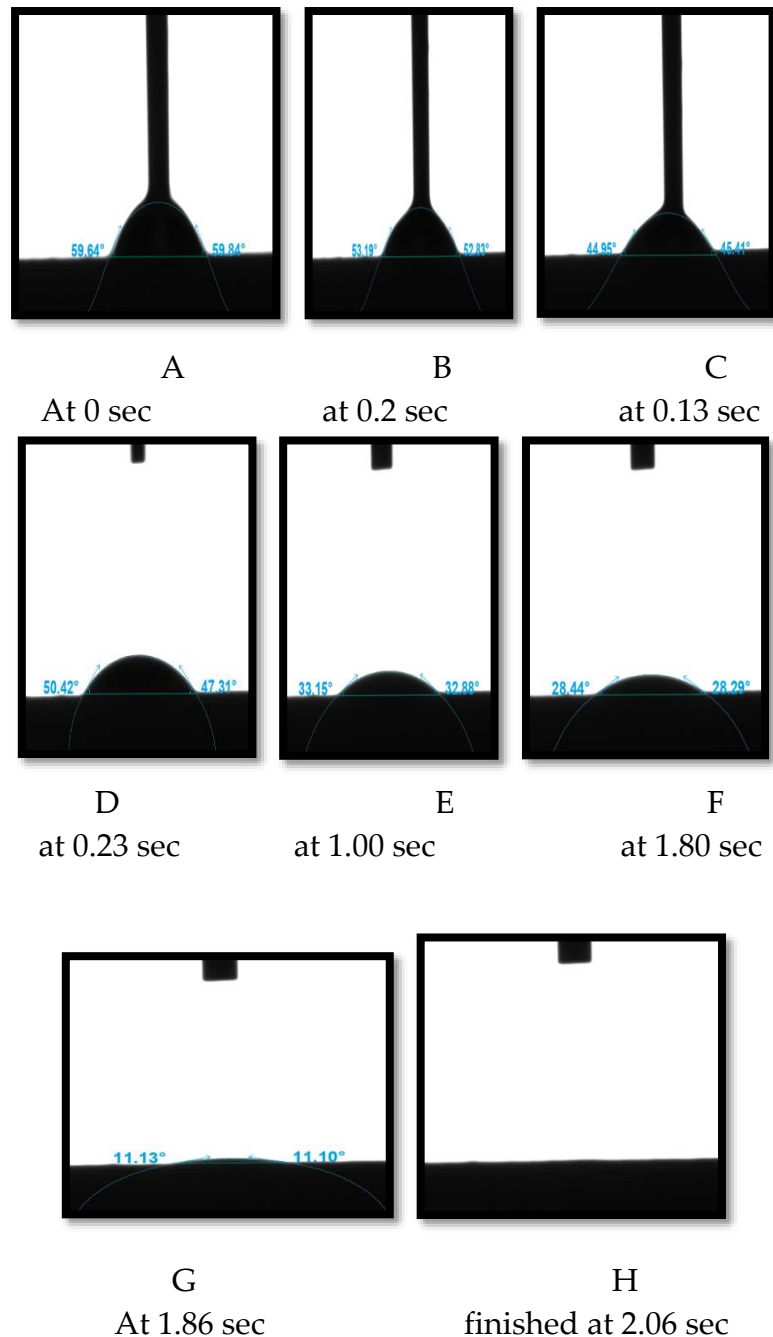 59.64° 59.84° 53.19° 52.83° 44.95° 45.41°
A B C
At 0 sec at 0.2 sec at 0.13 sec
50.42° 47.31° 33.15° 32.88° 28.44° 28.29°
D E F
at 0.23 sec at 1.00 sec at 1.80 sec
11.13° 11.10°
G H
At 1.86 sec finished at 2.06 sec